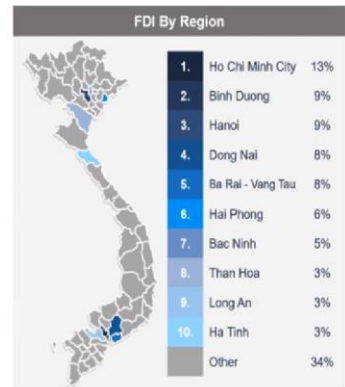 FDI By Region
1. Ho Chi Minh City 13%
2. Binh Duong 9%
3. Hanoi 9%
4. Dong Nai 8%
5. Ba Rai - Vang Tau 8%
6. Hai Phong 6%
7. Bac Ninh 5%
8. Than Hoa 3%
9. Long An 3%
10. Ha Tinh 3%
Other 34%